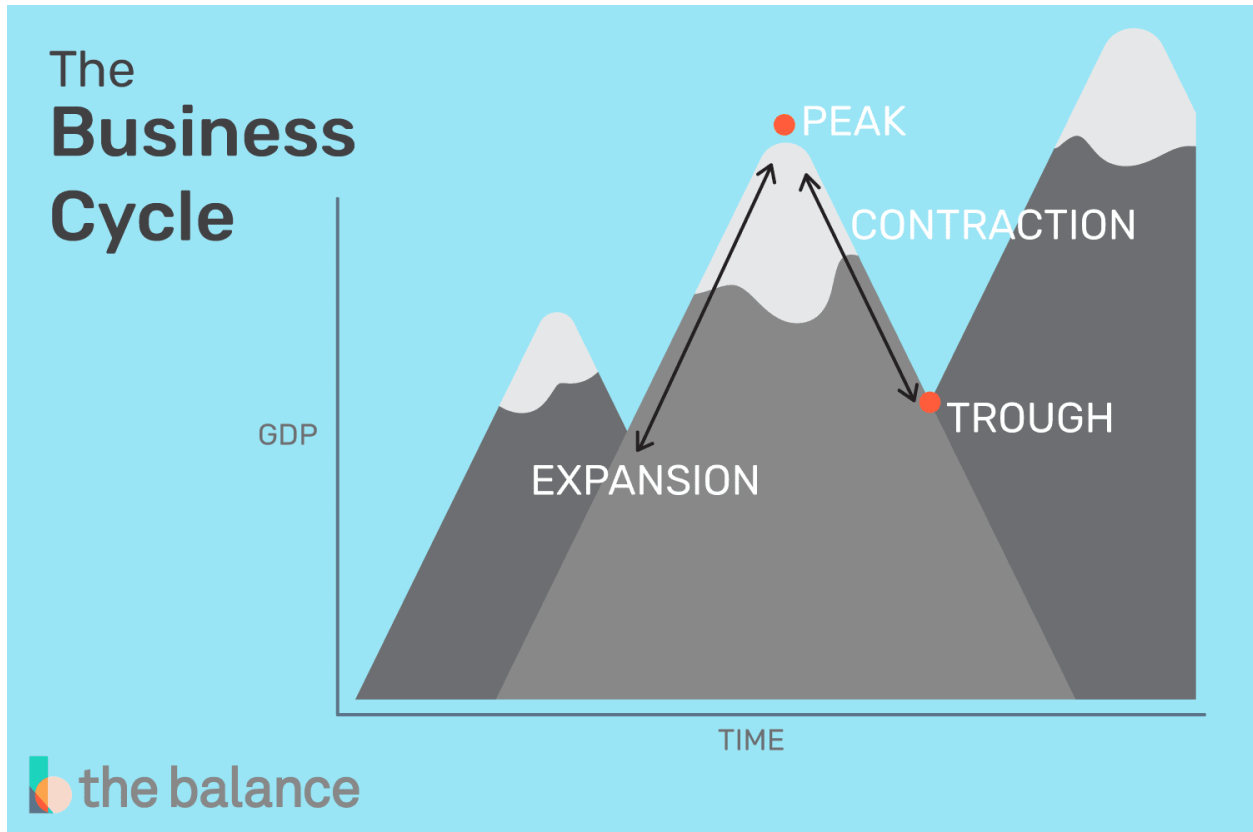 The
Business
Cycle
PEAK
CONTRACTION
GDP
TROUGH
EXPANSION
TIME
the balance